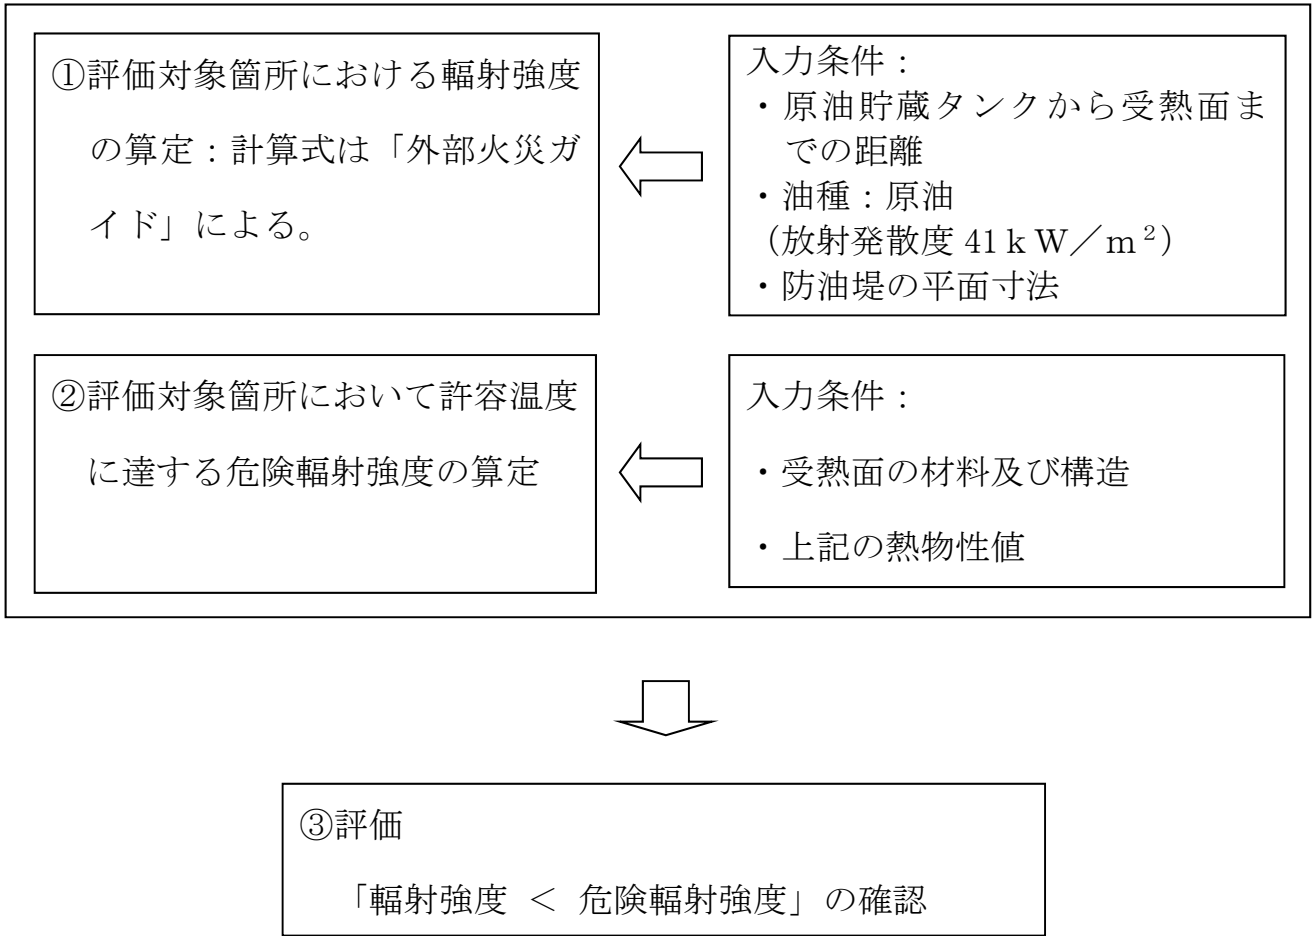 ①評価対象箇所における輻射強度
の算定：計算式は「外部火災ガ
イド」による。
入力条件：
・原油貯蔵タンクから受熱面ま
での距離
・油種：原油
（放射発散度 41ｋＷ／ｍ²）
・防油堤の平面寸法
②評価対象箇所において許容温度
に達する危険輻射強度の算定
入力条件：
・受熱面の材料及び構造
・上記の熱物性値
③評価
「輻射強度 ＜ 危険輻射強度」の確認